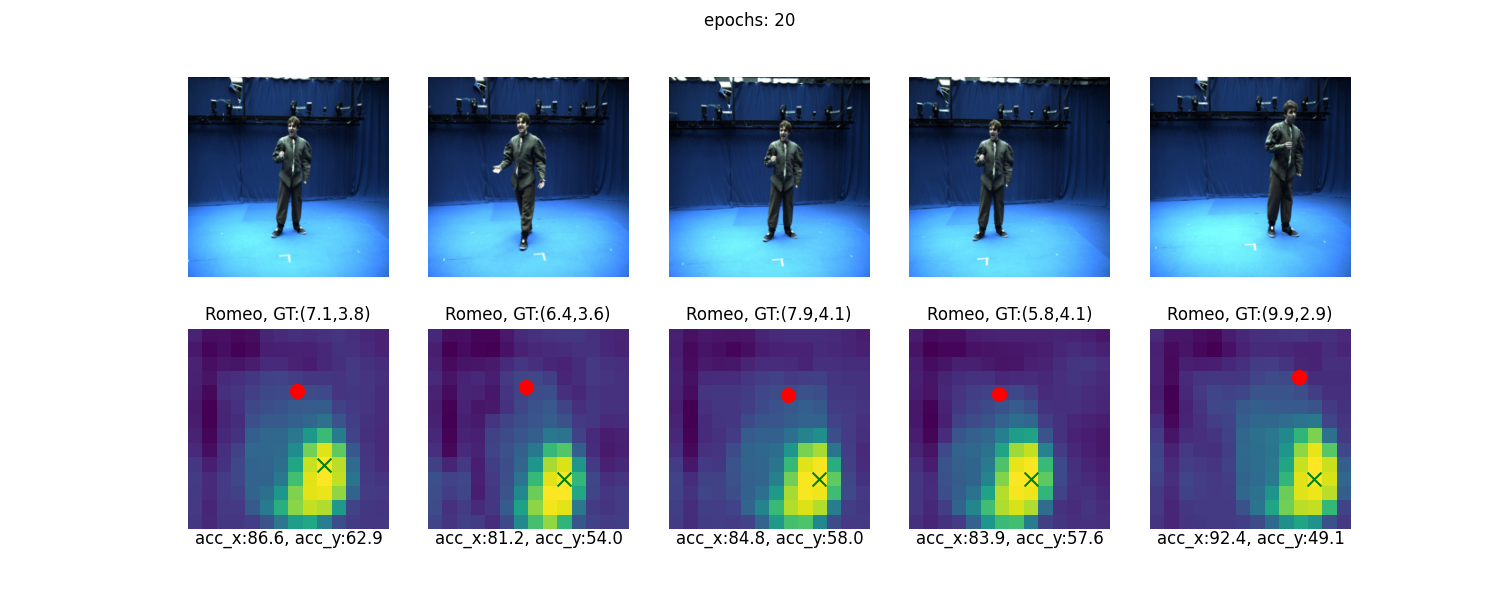 epochs: 20
Romeo, GT:(7.1,3.8)
Romeo, GT:(6.4,3.6)
Romeo, GT:(7.9,4.1)
Romeo, GT:(5.8,4.1)
Romeo, GT:(9.9,2.9)
acc_x:86.6, acc_y:62.9
acc_x:81.2, acc_y:54.0
acc_x:84.8, acc_y:58.0
acc_x:83.9, acc_y:57.6
acc_x:92.4, acc_y:49.1